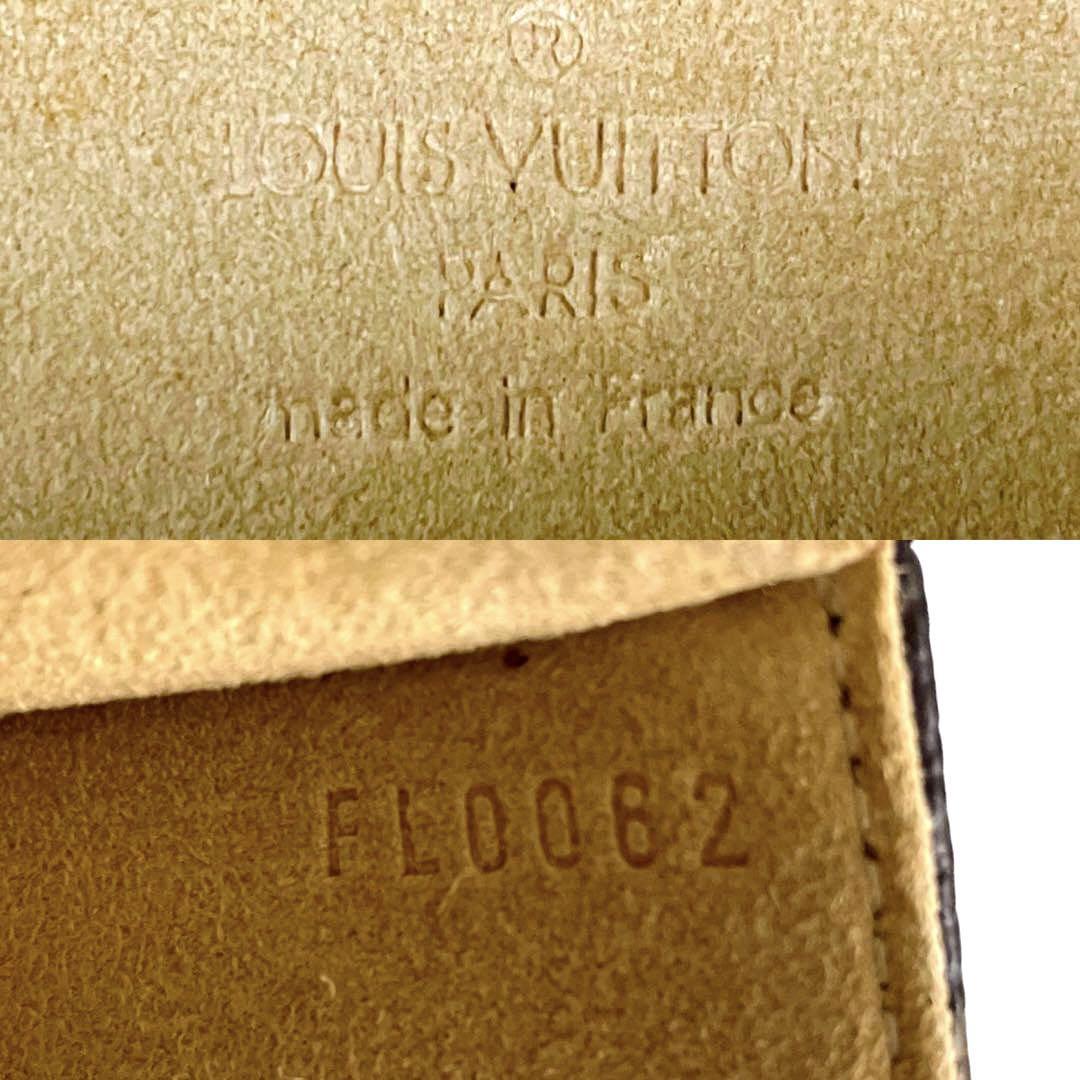 ®
LOUIS VUITTON
PARIS
made in France
FL0062